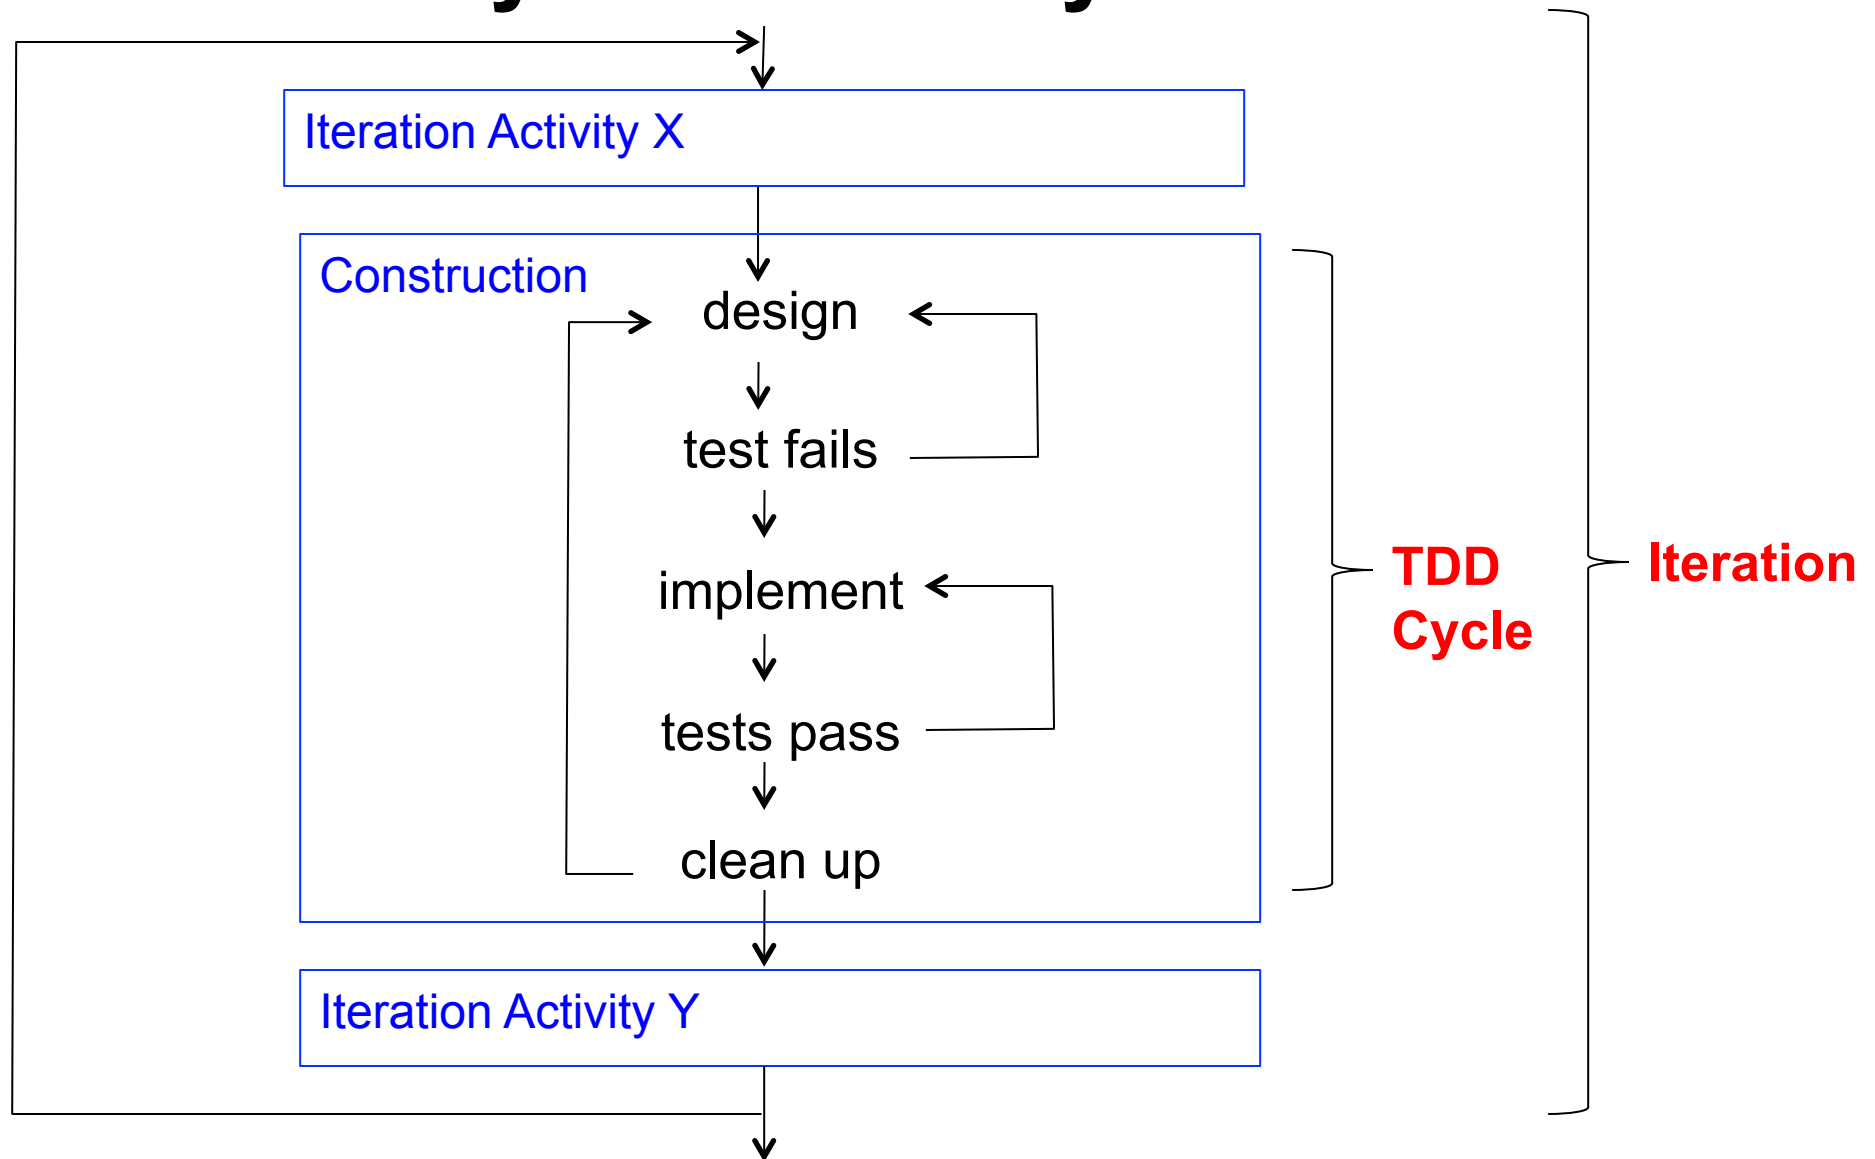 Iteration Activity X
Construction
design
test fails
implement
tests pass
clean up
Iteration Activity Y
TDD
Cycle
Iteration